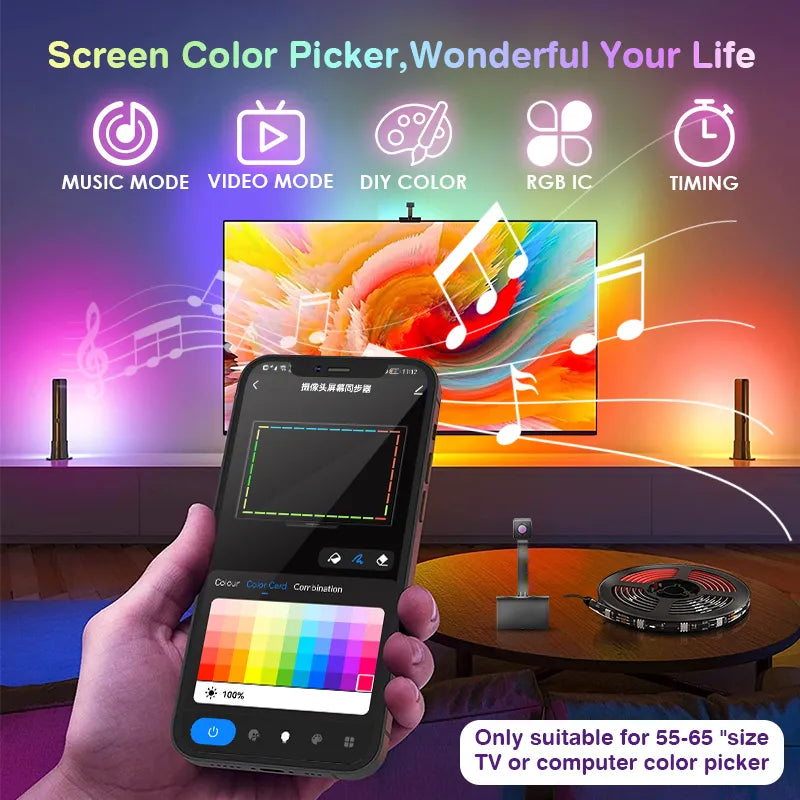 Screen Color Picker,Wonderful Your Life
MUSIC MODE
VIDEO MODE
DIY COLOR
RGB IC
TIMING
11:12
摄像头屏幕同步器
Colour
Color Card
Combination
100%
Only suitable for 55-65 "size
TV or computer color picker